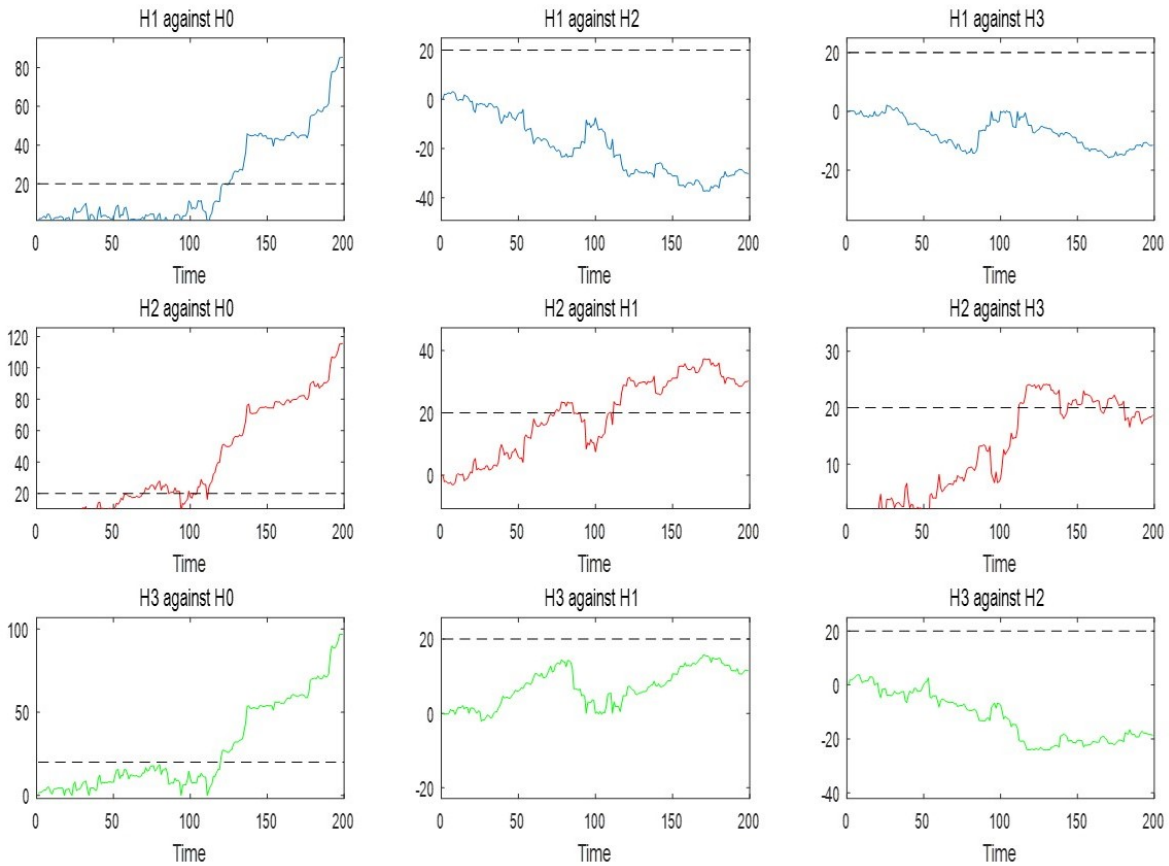 H1 against H0
80
60
40
20
0 50 100 150 200
Time
H1 against H2
20
0
-20
-40
0 50 100 150 200
Time
H1 against H3
20
0
-20
0 50 100 150 200
Time
H2 against H0
120
100
80
60
40
20
0 50 100 150 200
Time
H2 against H1
40
20
0
0 50 100 150 200
Time
H2 against H3
30
20
10
0 50 100 150 200
Time
H3 against H0
100
50
0
0 50 100 150 200
Time
H3 against H1
20
0
-20
0 50 100 150 200
Time
H3 against H2
20
0
-20
-40
0 50 100 150 200
Time